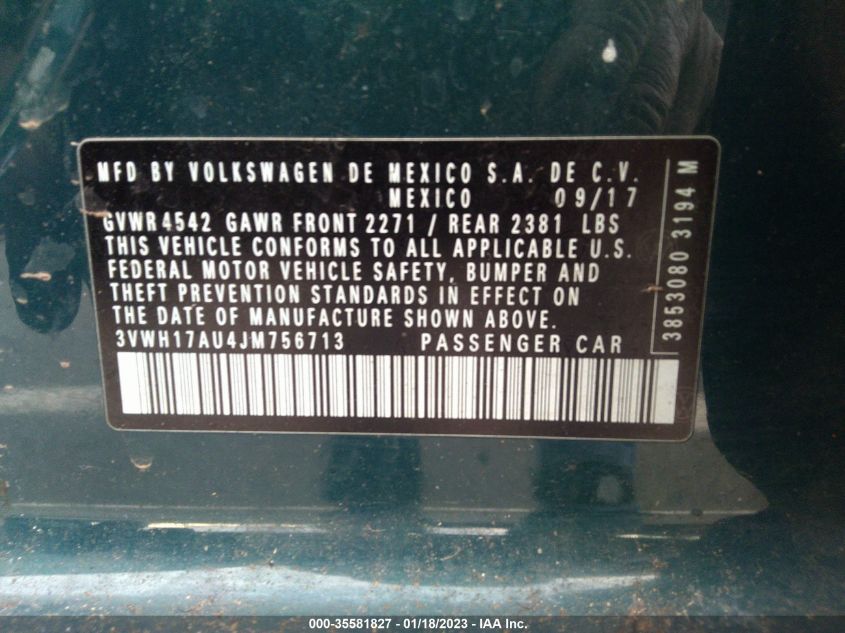 MFD BY VOLKSWAGEN DE MEXICO S.A. DE C.V.
MEXICO 09/17
GVWR 4542 GAWR FRONT 2271 / REAR 2381 LBS
THIS VEHICLE CONFORMS TO ALL APPLICABLE U.S.
FEDERAL MOTOR VEHICLE SAFETY, BUMPER AND
THEFT PREVENTION STANDARDS IN EFFECT ON
THE DATE OF MANUFACTURE SHOWN ABOVE.
3VWH17AU4JM756713 PASSENGER CAR
3853080 3194 M
000-35581827 - 01/18/2023 - IAA Inc.